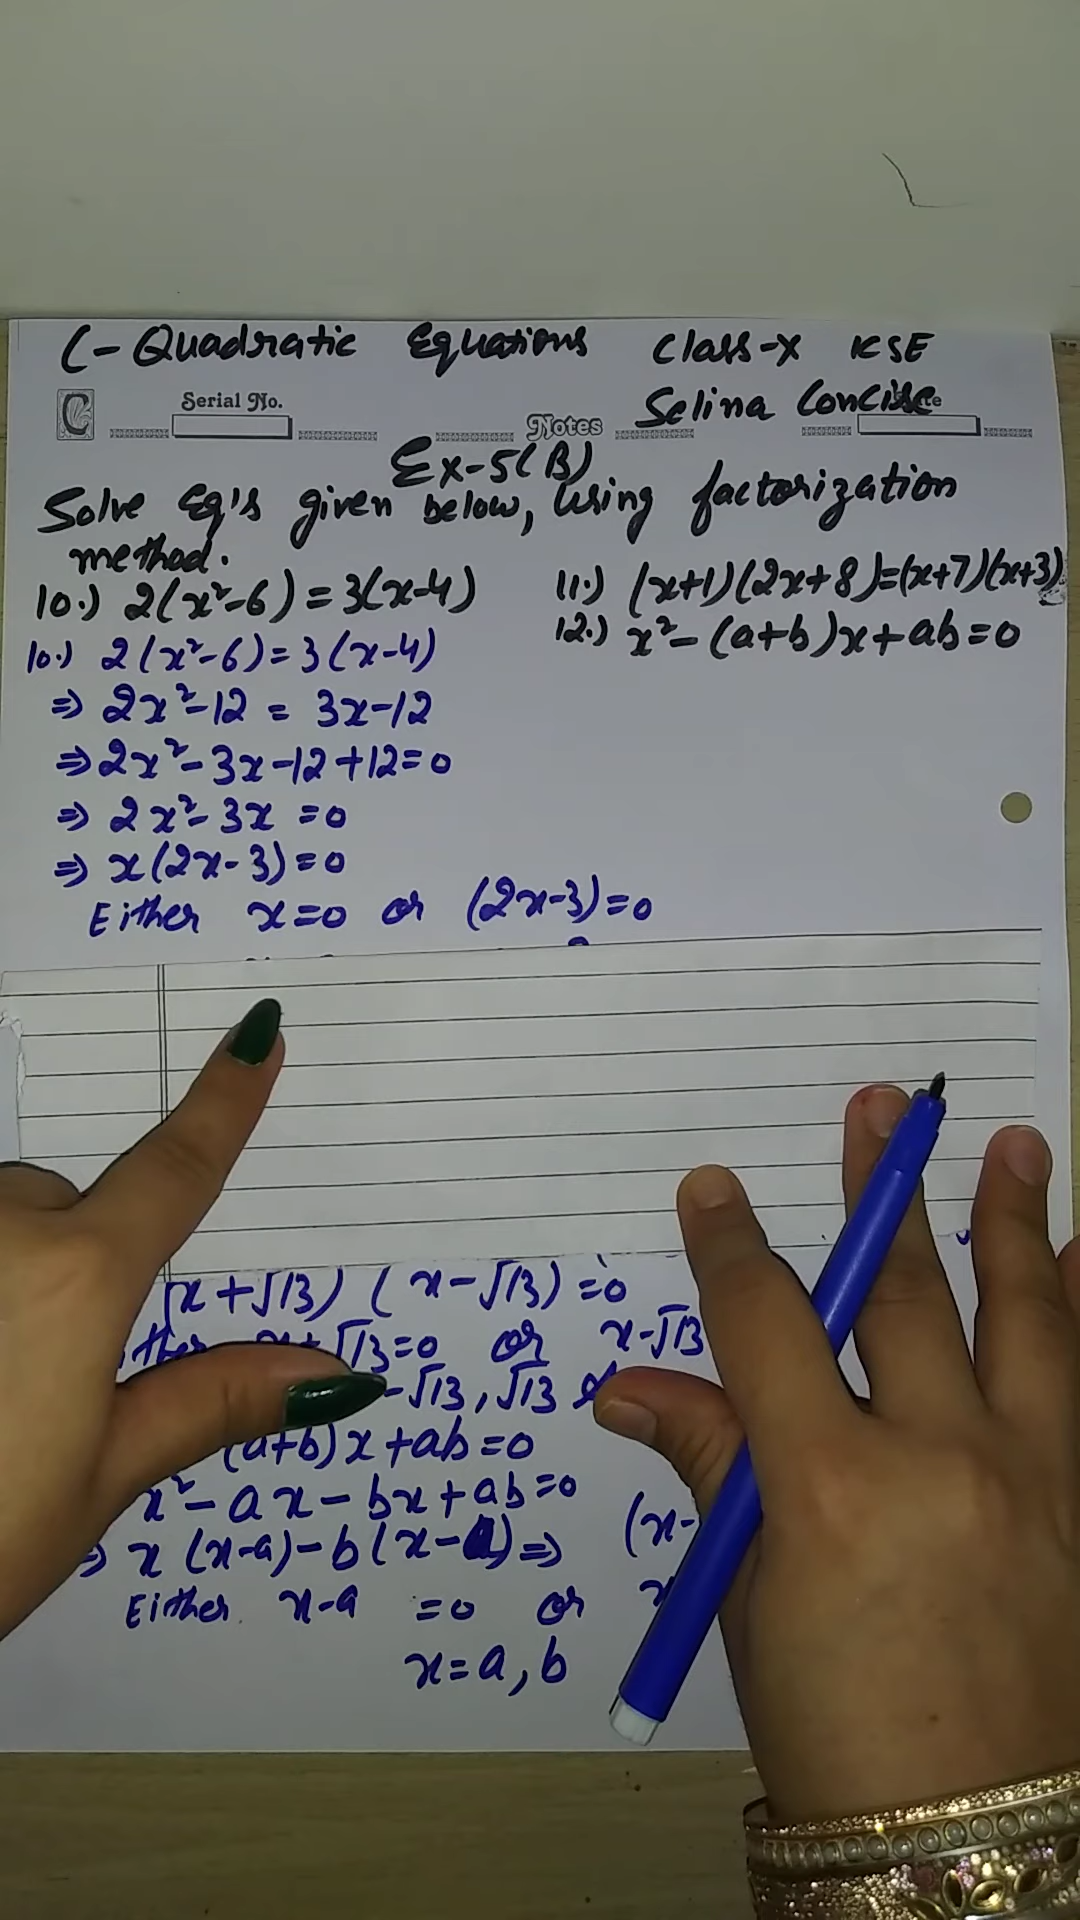 C- Quadratic Equations Class-X ICSE
Serial No.
Selina Concise
Notes
Ex-5(B)
Solve Eq's given below, Using factorization
method.
10.) 2(x²-6)=3(x-4)
11.) (x+1)(2x+8)=(x+7)(x+3)
12.) x²-(a+b)x+ab=0
10.) 2(x²-6)=3(x-4)
⇒ 2x²-12 = 3x-12
⇒ 2x²-3x-12+12=0
⇒ 2x²-3x =0
⇒ x(2x-3)=0
Either x=0 or (2x-3)=0
(x+√13) (x-√13)=0
x+√13=0 or x-√13
-√13, √13
(a+b)x+ab=0
x²-ax-bx+ab=0
⇒ x(x-a)-b(x-a)⇒ (x-
Either x-a =0 or x
x=a, b